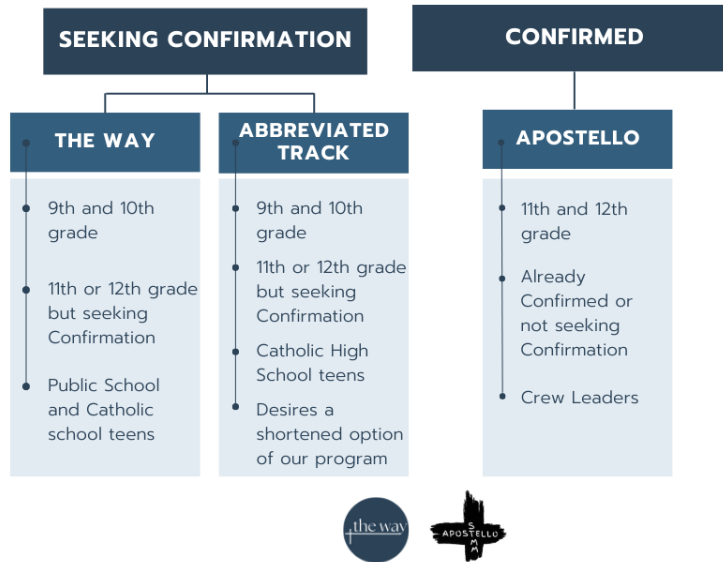 SEEKING CONFIRMATION
CONFIRMED
THE WAY
9th and 10th
grade
11th or 12th grade
but seeking
Confirmation
Public School
and Catholic
school teens
ABBREVIATED
TRACK
9th and 10th
grade
11th or 12th grade
but seeking
Confirmation
Catholic High
School teens
Desires a
shortened option
of our program
APOSTELLO
11th and 12th
grade
Already
Confirmed or
not seeking
Confirmation
Crew Leaders
the way
APOSTELLO
SMMP